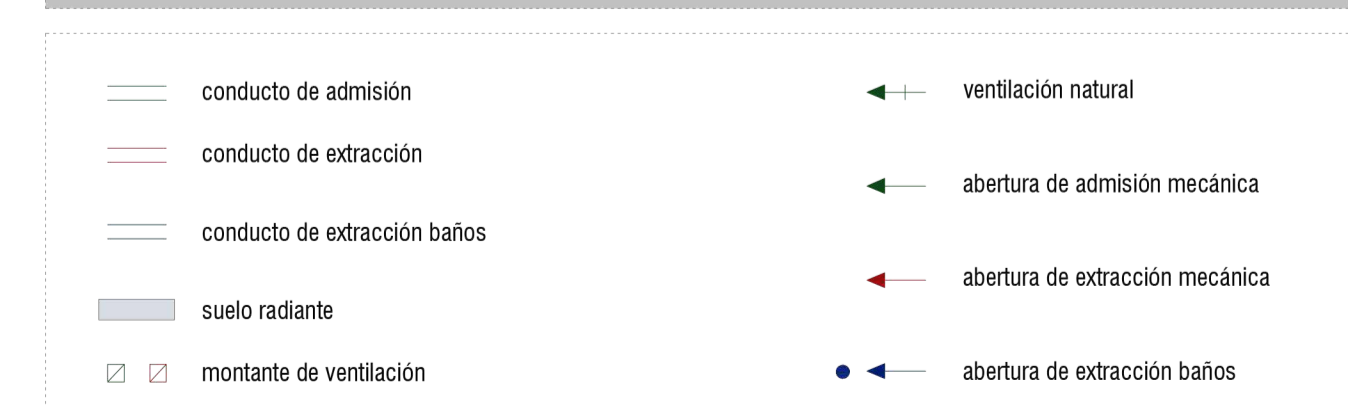 conducto de admisión
conducto de extracción
conducto de extracción baños
suelo radiante
montante de ventilación
ventilación natural
abertura de admisión mecánica
abertura de extracción mecánica
abertura de extracción baños